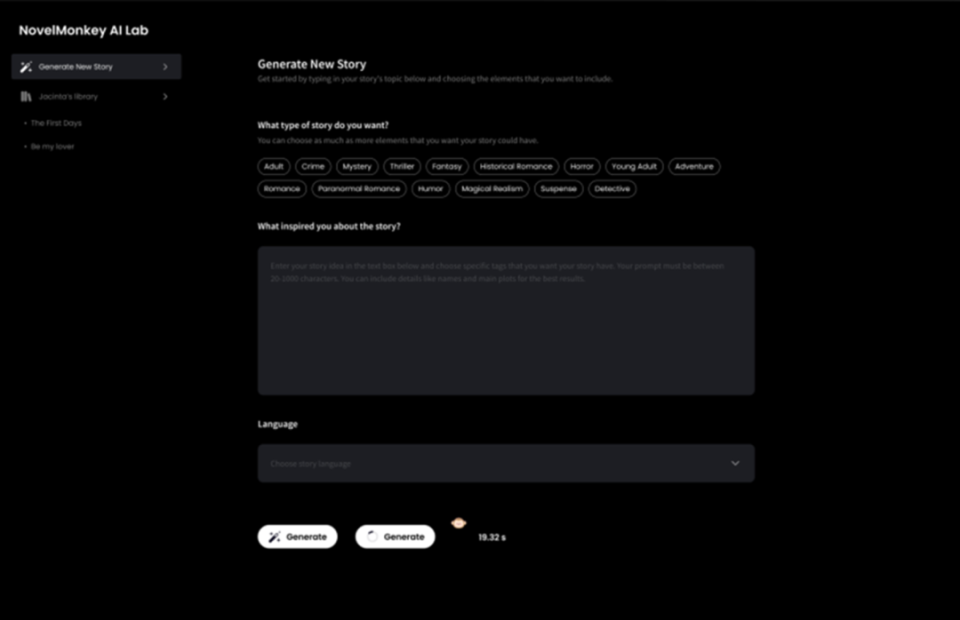 NovelMonkey AI Lab
Generate New Story
Jacinta's library
• The First Days
• Be my lover
Generate New Story
Get started by typing in your story's topic below and choosing the elements that you want to include.
What type of story do you want?
You can choose as much as more elements that you want your story could have.
Adult Crime Mystery Thriller Fantasy Historical Romance Horror Young Adult Adventure
Romance Paranormal Romance Humor Magical Realism Suspense Detective
What inspired you about the story?
Enter your story idea in the text box below and choose specific tags that you want your story have. Your prompt must be between
20-1000 characters. You can include details like names and main plots for the best results.
Language
Choose story language
Generate Generate 19.32 s